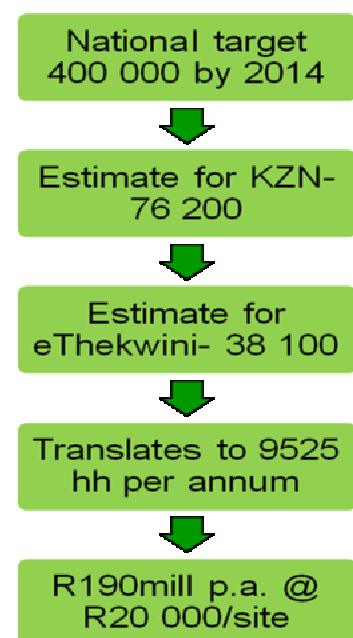 National target
400 000 by 2014
Estimate for KZN-
76 200
Estimate for
eThekwini- 38 100
Translates to 9525
hh per annum
R190mill p.a. @
R20 000/site